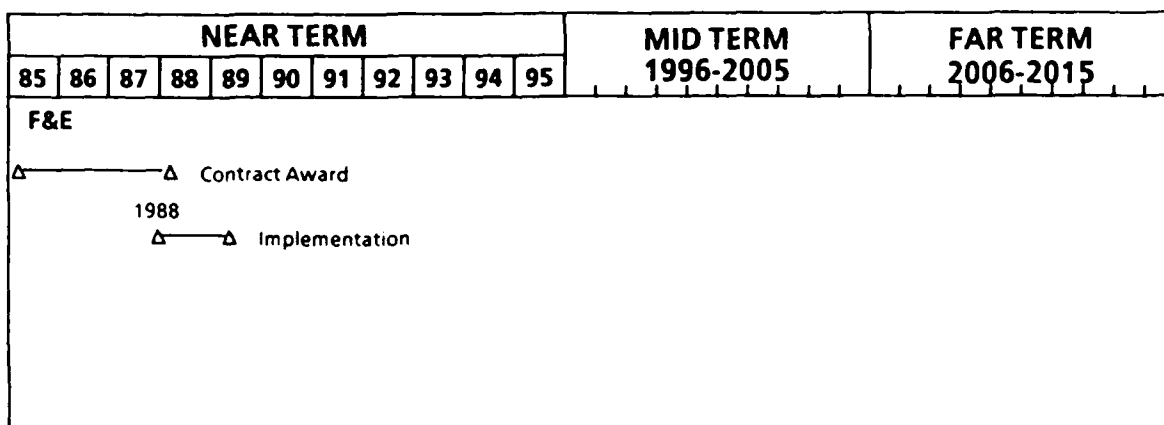 NEAR TERM
MID TERM
1996-2005
FAR TERM
2006-2015
85 86 87 88 89 90 91 92 93 94 95
F&E
Contract Award
1988
Implementation